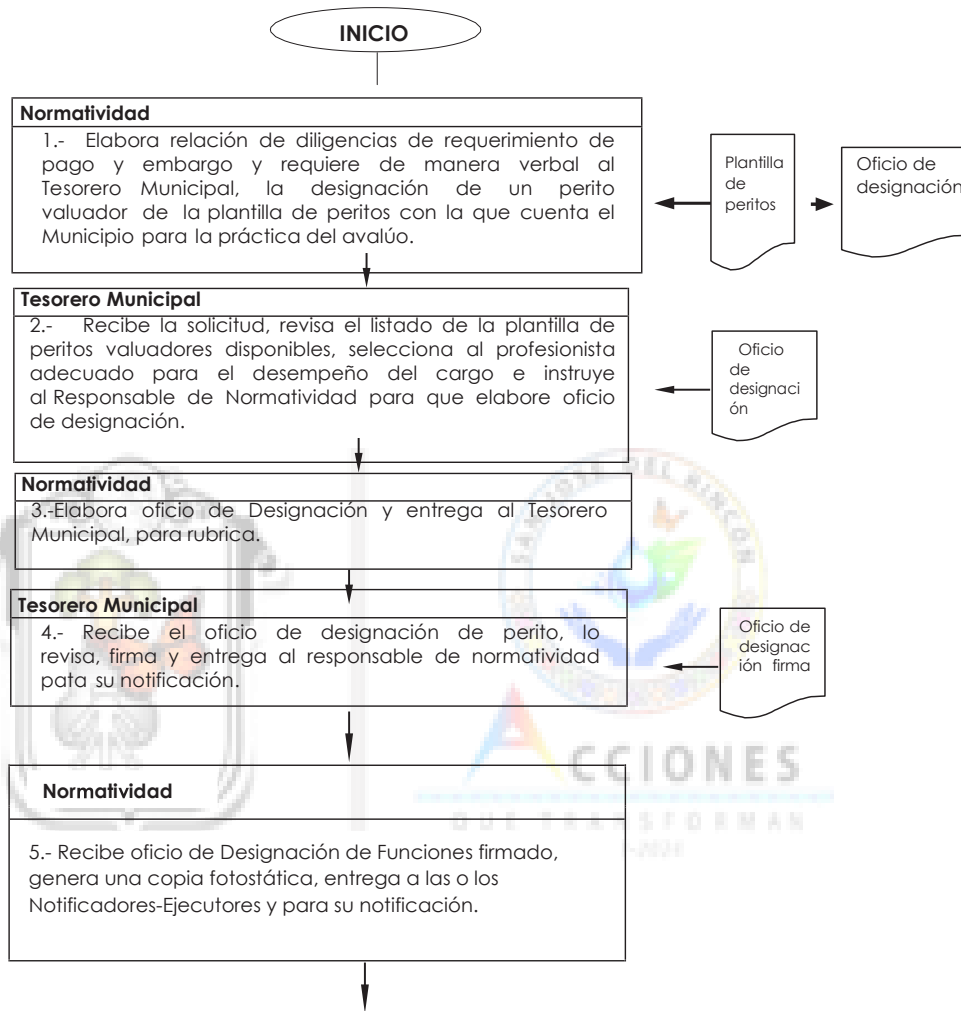 INICIO
Normatividad
1.- Elabora relación de diligencias de requerimiento de
pago y embargo y requiere de manera verbal al
Tesorero Municipal, la designación de un perito
valuador de la plantilla de peritos con la que cuenta el
Municipio para la práctica del avalúo.
Plantilla
de
peritos
Oficio de
designación
Tesorero Municipal
2.- Recibe la solicitud, revisa el listado de la plantilla de
peritos valuadores disponibles, selecciona al profesionista
adecuado para el desempeño del cargo e instruye
al Responsable de Normatividad para que elabore oficio
de designación.
Oficio
de
designaci
ón
Normatividad
3.-Elabora oficio de Designación y entrega al Tesorero
Municipal, para rubrica.
Tesorero Municipal
4.- Recibe el oficio de designación de perito, lo
revisa, firma y entrega al responsable de normatividad
pata su notificación.
Oficio de
designac
ión firma
Normatividad
5.- Recibe oficio de Designación de Funciones firmado,
genera una copia fotostática, entrega a las o los
Notificadores-Ejecutores y para su notificación.
SAN JOSE DEL RINCON
ACCIONES
QUE TRANSFORMAN